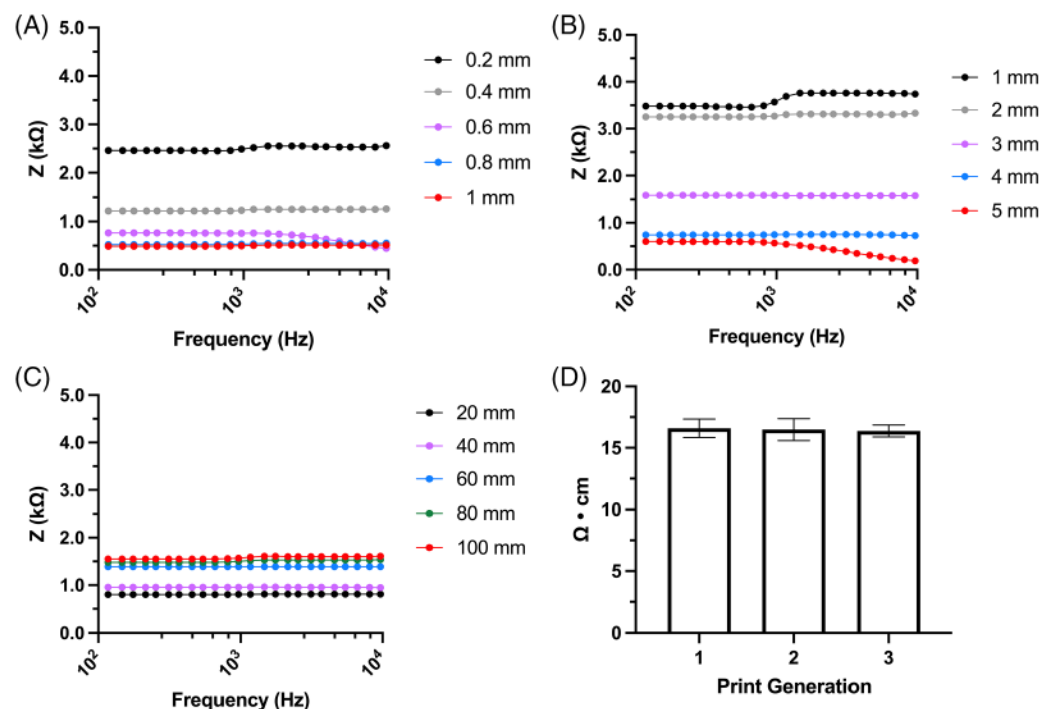 (A)
5.0
4.0
3.0
2.0
1.0
0.0
Z (kΩ)
10²
10³
10⁴
Frequency (Hz)
0.2 mm
0.4 mm
0.6 mm
0.8 mm
1 mm
(B)
5.0
4.0
3.0
2.0
1.0
0.0
Z (kΩ)
10²
10³
10⁴
Frequency (Hz)
1 mm
2 mm
3 mm
4 mm
5 mm
(C)
5.0
4.0
3.0
2.0
1.0
0.0
Z (kΩ)
10²
10³
10⁴
Frequency (Hz)
20 mm
40 mm
60 mm
80 mm
100 mm
(D)
20
15
10
5
0
Ω • cm
1 2 3
Print Generation